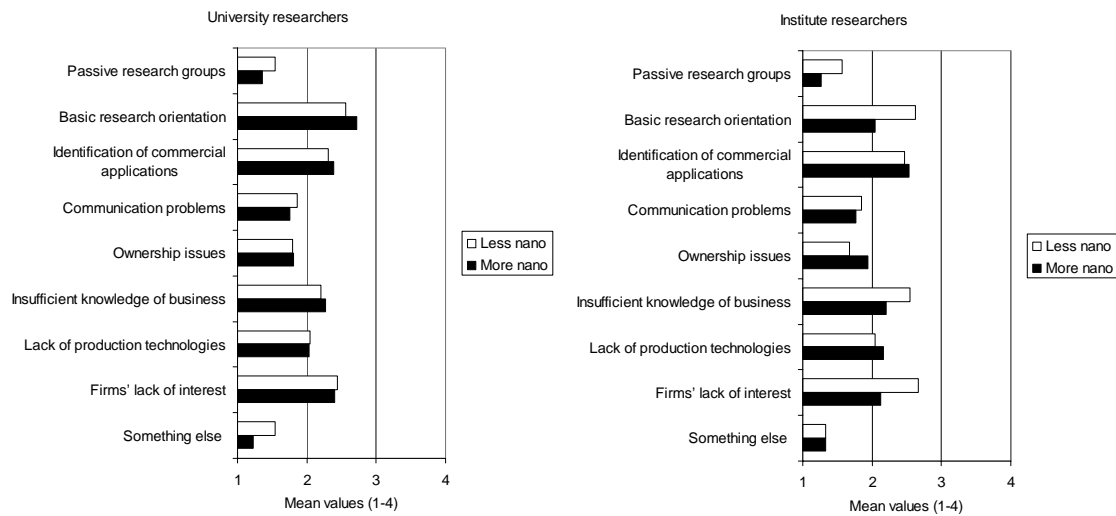 University researchers
Passive research groups
Basic research orientation
Identification of commercial
applications
Communication problems
Ownership issues
Insufficient knowledge of business
Lack of production technologies
Firms’ lack of interest
Something else
1 2 3 4
Mean values (1-4)
Less nano
More nano
Institute researchers
Passive research groups
Basic research orientation
Identification of commercial
applications
Communication problems
Ownership issues
Insufficient knowledge of business
Lack of production technologies
Firms’ lack of interest
Something else
1 2 3 4
Mean values (1-4)
Less nano
More nano